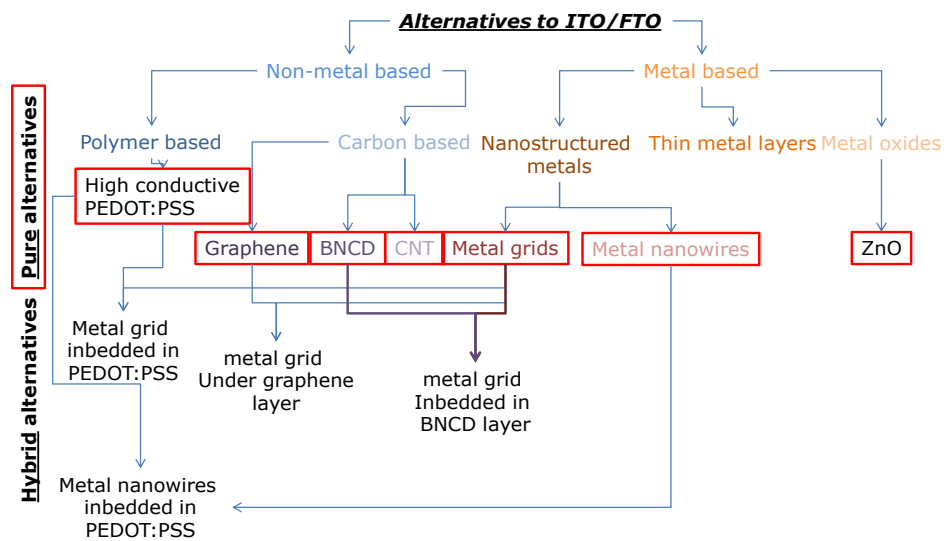 Alternatives to ITO/FTO
Non-metal based
Metal based
Polymer based
Carbon based
Nanostructured
metals
Thin metal layers
Metal oxides
Pure alternatives
High conductive
PEDOT:PSS
Graphene
BNCD
CNT
Metal grids
Metal nanowires
ZnO
Hybrid alternatives
Metal grid
inbedded in
PEDOT:PSS
metal grid
Under graphene
layer
metal grid
Inbedded in
BNCD layer
Metal nanowires
inbedded in
PEDOT:PSS